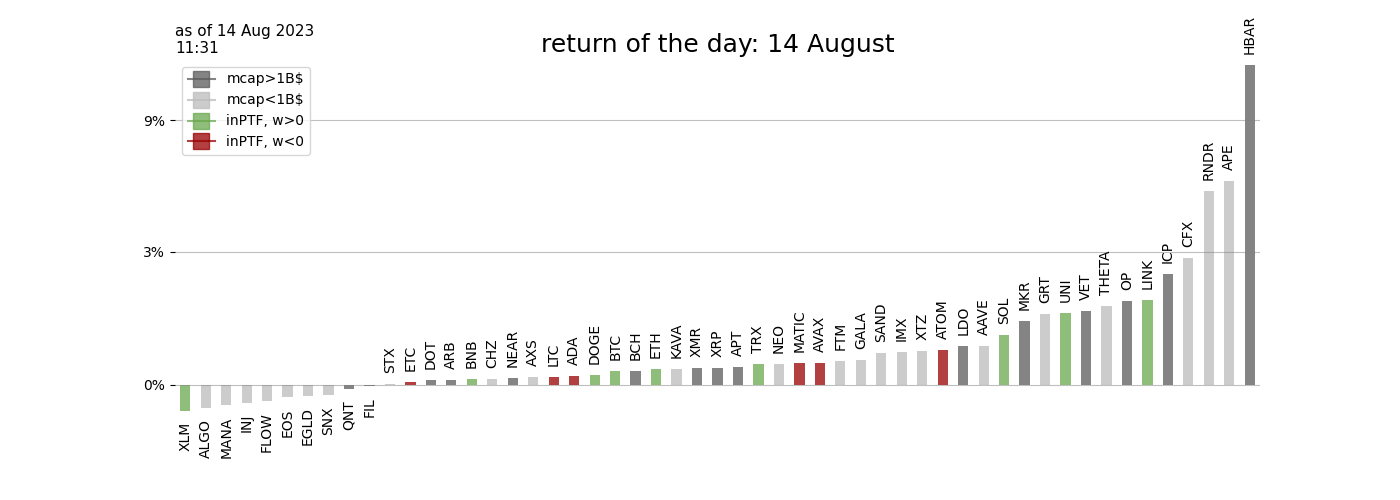 as of 14 Aug 2023
11:31
return of the day: 14 August
mcap>1B$
mcap<1B$
inPTF, w>0
inPTF, w<0
9%
3%
0%
XLM
ALGO
MANA
INJ
FLOW
EOS
EGLD
SNX
QNT
FIL
STX
ETC
DOT
ARB
BNB
CHZ
NEAR
AXS
LTC
ADA
DOGE
BTC
BCH
ETH
KAVA
XMR
XRP
APT
TRX
NEO
MATIC
AVAX
FTM
GALA
SAND
IMX
XTZ
ATOM
LDO
AAVE
SOL
MKR
GRT
UNI
VET
THETA
OP
LINK
ICP
CFX
RNDR
APE
HBAR